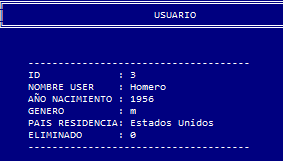 USUARIO
-------------------------------------
ID : 3
NOMBRE USER : Homero
AÑO NACIMIENTO : 1956
GENERO : m
PAIS RESIDENCIA: Estados Unidos
ELIMINADO : 0
-------------------------------------